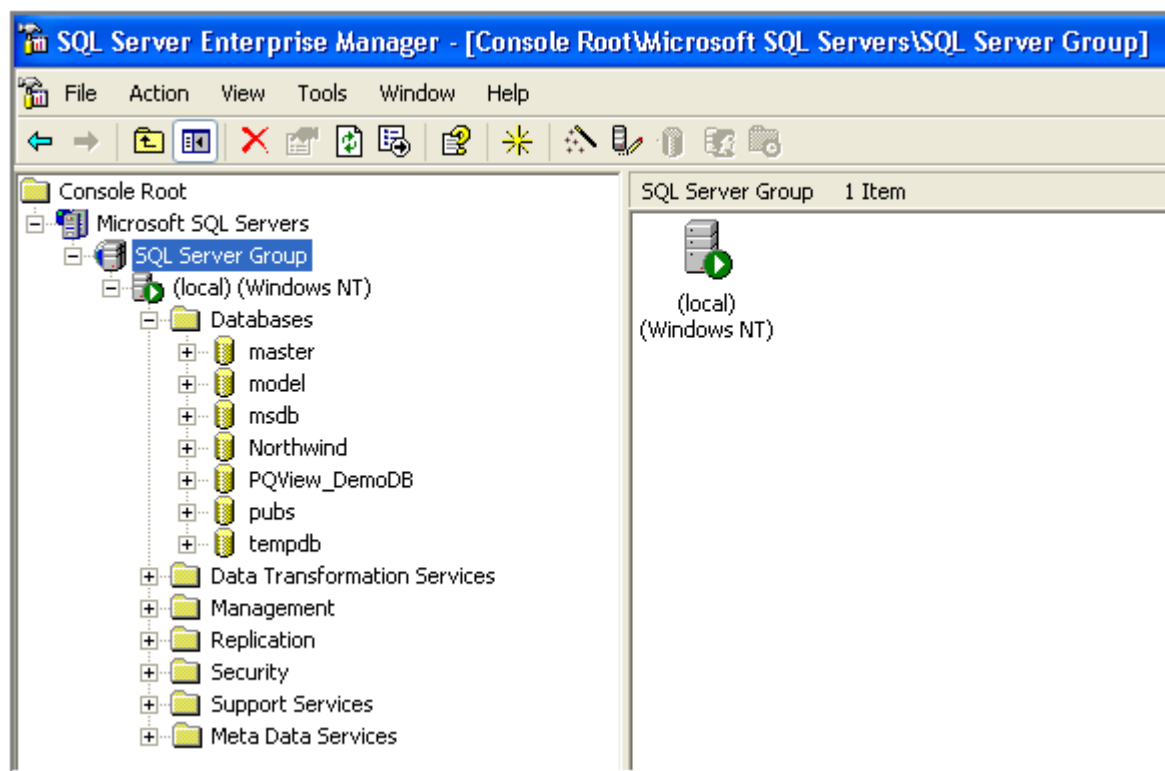 SQL Server Enterprise Manager - [Console Root\Microsoft SQL Servers\SQL Server Group]
File Action View Tools Window Help
Console Root
Microsoft SQL Servers
SQL Server Group
(local) (Windows NT)
Databases
master
model
msdb
Northwind
PQView_DemoDB
pubs
tempdb
Data Transformation Services
Management
Replication
Security
Support Services
Meta Data Services
SQL Server Group 1 Item
(local)
(Windows NT)